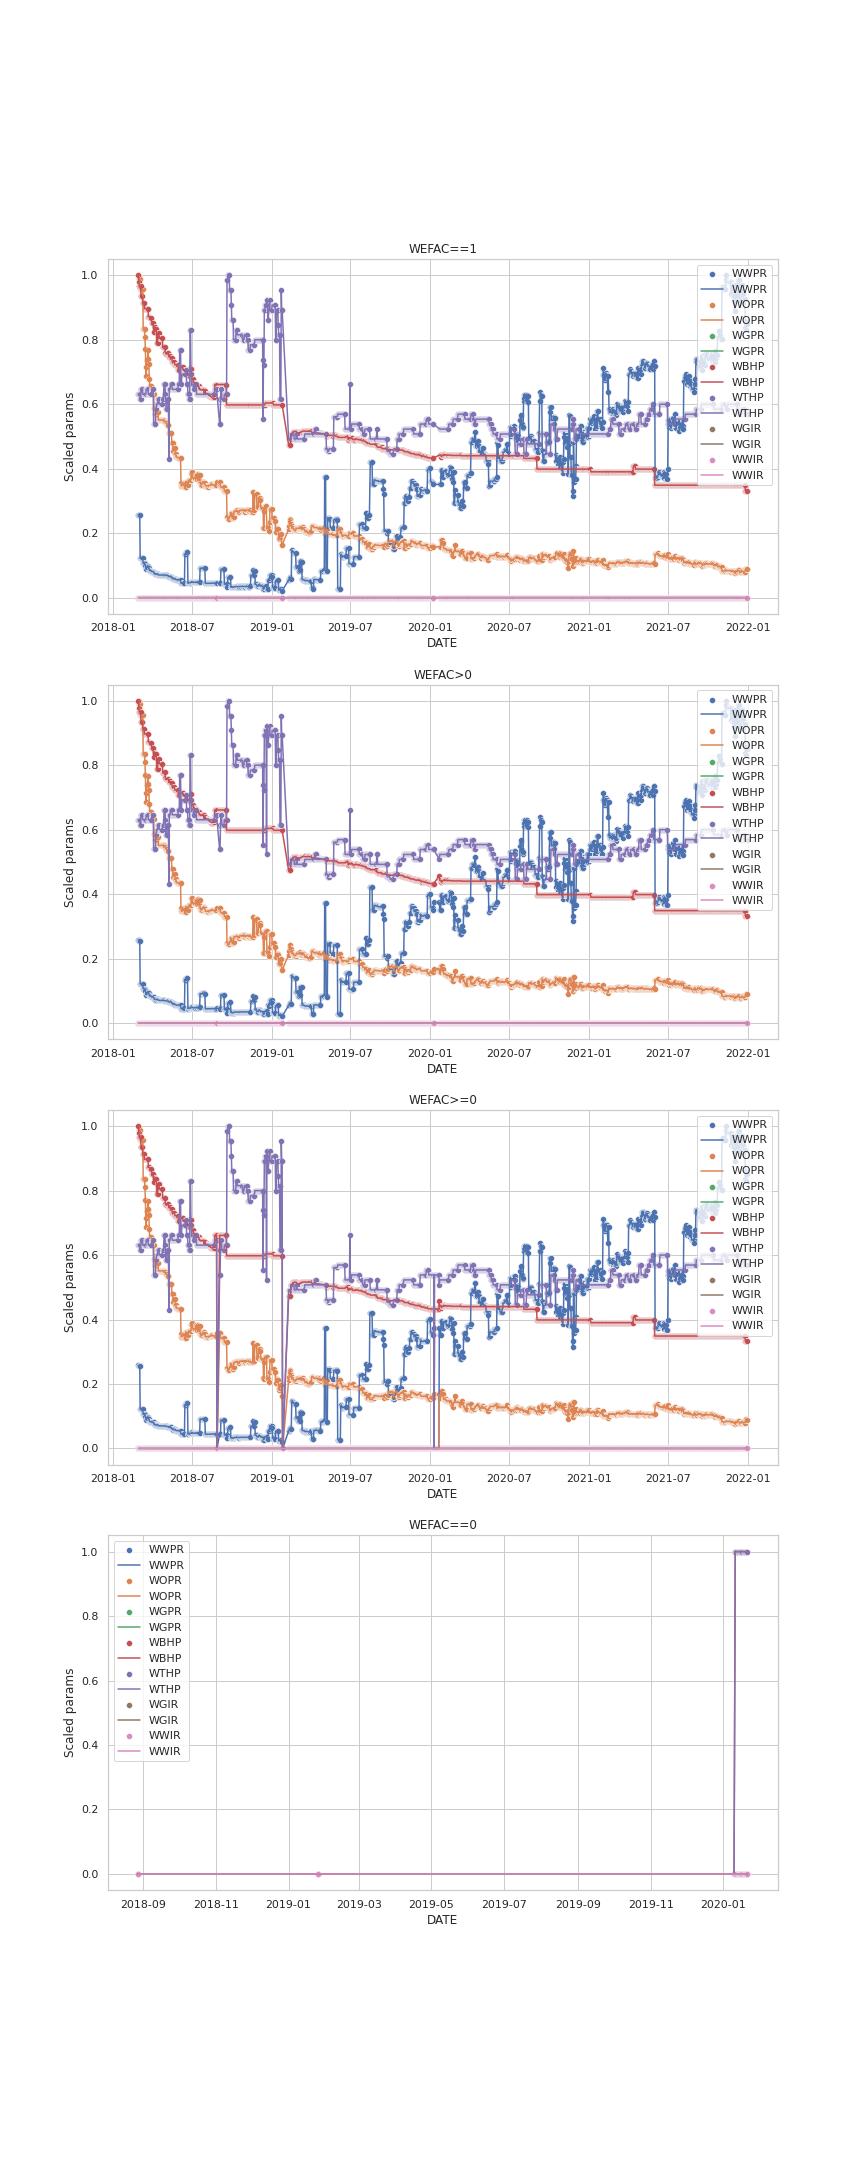 WEFAC==1
1.0
0.8
0.6
0.4
0.2
0.0
Scaled params
WWPR
WWPR
WOPR
WOPR
WGPR
WGPR
WBHP
WBHP
WTHP
WTHP
WGIR
WGIR
WWIR
WWIR
2018-01 2018-07 2019-01 2019-07 2020-01 2020-07 2021-01 2021-07 2022-01
DATE
WEFAC>0
1.0
0.8
0.6
0.4
0.2
0.0
Scaled params
WWPR
WWPR
WOPR
WOPR
WGPR
WGPR
WBHP
WBHP
WTHP
WTHP
WGIR
WGIR
WWIR
WWIR
2018-01 2018-07 2019-01 2019-07 2020-01 2020-07 2021-01 2021-07 2022-01
DATE
WEFAC>=0
1.0
0.8
0.6
0.4
0.2
0.0
Scaled params
WWPR
WWPR
WOPR
WOPR
WGPR
WGPR
WBHP
WBHP
WTHP
WTHP
WGIR
WGIR
WWIR
WWIR
2018-01 2018-07 2019-01 2019-07 2020-01 2020-07 2021-01 2021-07 2022-01
DATE
WEFAC==0
1.0
0.8
0.6
0.4
0.2
0.0
Scaled params
WWPR
WWPR
WOPR
WOPR
WGPR
WGPR
WBHP
WBHP
WTHP
WTHP
WGIR
WGIR
WWIR
WWIR
2018-09 2018-11 2019-01 2019-03 2019-05 2019-07 2019-09 2019-11 2020-01
DATE